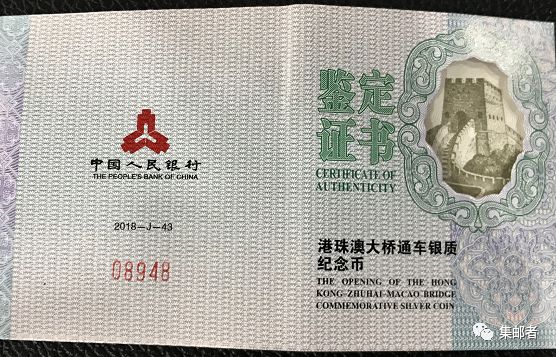 中国人民银行
THE PEOPLE'S BANK OF CHINA
2018-J-43
08948
鉴定
证书
CERTIFICATE OF
AUTHENTICITY
港珠澳大桥通车银质
纪念币
THE OPENING OF THE HONG
KONG-ZHUHAI-MACAO BRIDGE
COMMEMORATIVE SILVER COIN
集邮者